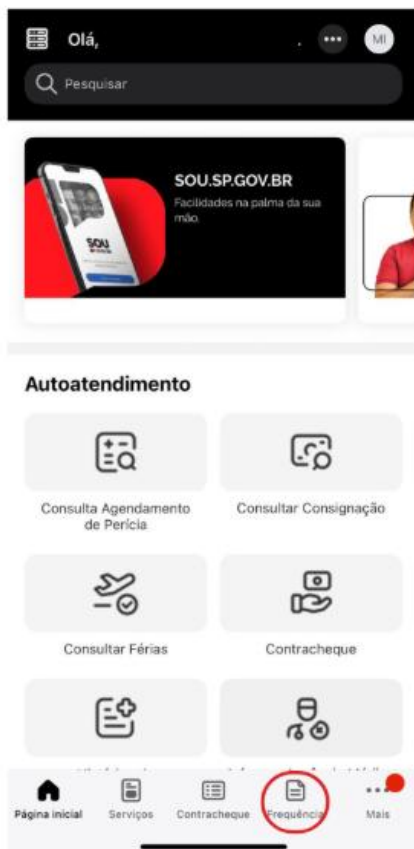 Olá,
.
MI
Pesquisar
SOU.SP.GOV.BR
Facilidades na palma da sua
mão.
SOU
Autoatendimento
Consulta Agendamento
de Perícia
Consultar Consignação
Consultar Férias
Contracheque
Página inicial
Serviços
Contracheque
Frequência
Mais